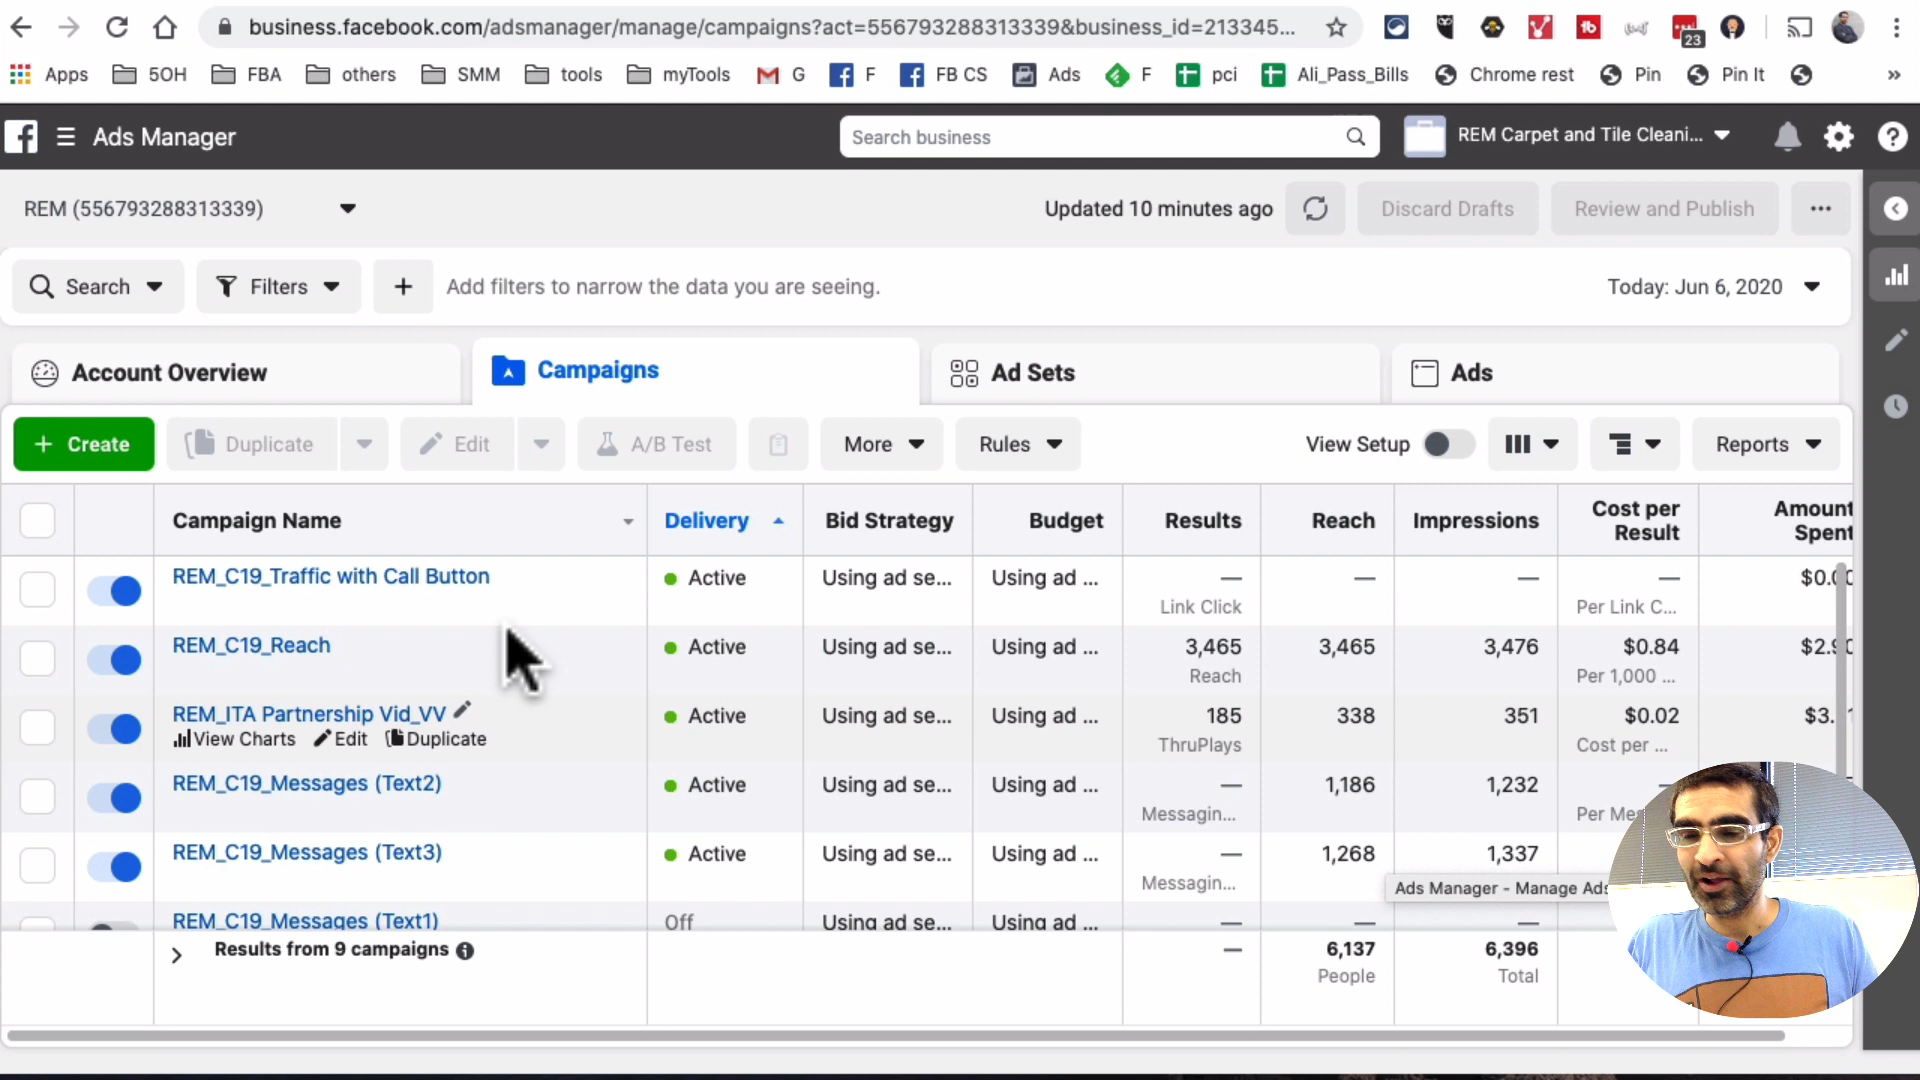 business.facebook.com/adsmanager/manage/campaigns?act=556793288313339&business_id=213345...
23
Apps 5OH FBA others SMM tools myTools G F FB CS Ads F pci Ali_Pass_Bills Chrome rest Pin Pin It »
Ads Manager
Search business
REM Carpet and Tile Cleani...
REM (556793288313339)
Updated 10 minutes ago
Discard Drafts
Review and Publish
Search
Filters
Add filters to narrow the data you are seeing.
Today: Jun 6, 2020
Account Overview
Campaigns
Ad Sets
Ads
+ Create
Duplicate
Edit
A/B Test
More
Rules
View Setup
Reports
Campaign Name Delivery Bid Strategy Budget Results Reach Impressions Cost per Result Amount Spent
REM_C19_Traffic with Call Button Active Using ad se... Using ad ... — — — — $0.0
Link Click Per Link C...
REM_C19_Reach Active Using ad se... Using ad ... 3,465 3,465 3,476 $0.84 $2.90
Reach Per 1,000 ...
REM_ITA Partnership Vid_VV Active Using ad se... Using ad ... 185 338 351 $0.02 $3.
View Charts Edit Duplicate ThruPlays Cost per ...
REM_C19_Messages (Text2) Active Using ad se... Using ad ... — 1,186 1,232 —
Messagin... Per Me
REM_C19_Messages (Text3) Active Using ad se... Using ad ... — 1,268 1,337
Messagin...
Ads Manager - Manage Ads
REM_C19_Messages (Text1) Off Using ad se... Using ad ... — — —
Results from 9 campaigns — 6,137 6,396
People Total